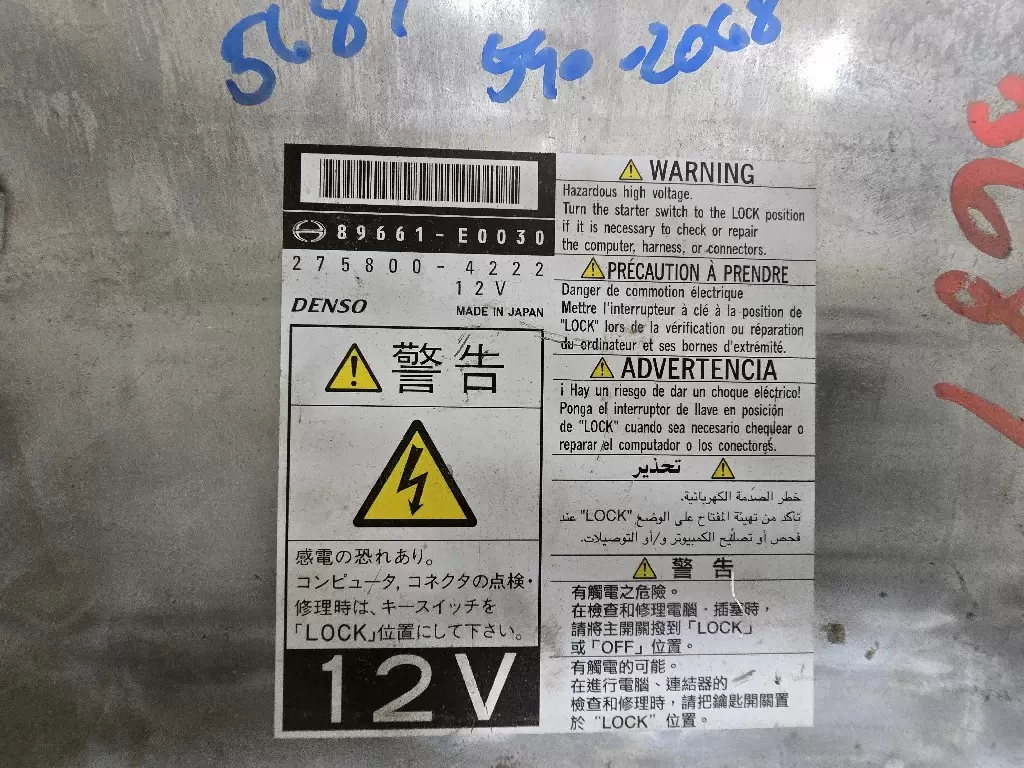 5687
590-2068
89661-E0030
275800-4222
12V
DENSO
MADE IN JAPAN
警告
感電の恐れあり。
コンピュータ, コネクタの点検・
修理時は、キースイッチを
「LOCK」位置にして下さい。
12V
WARNING
Hazardous high voltage.
Turn the starter switch to the LOCK position
if it is necessary to check or repair
the computer, harness, or connectors.
PRÉCAUTION À PRENDRE
Danger de commotion électrique
Mettre l'interrupteur à clé à la position de
"LOCK" lors de la vérification ou réparation
du ordinateur et ses bornes d'extrémité.
ADVERTENCIA
¡ Hay un riesgo de dar un choque eléctrico!
Ponga el interruptor de llave en posición
de "LOCK" cuando sea necesario chequear o
reparar el computador o los conectores.
تحذير
خطر الصدمة الكهربائية.
تأكد من تهيئة المفتاح على الوضع "LOCK" عند
فحص أو تصليح الكمبيوتر و/أو التوصيلات.
警告
有觸電之危險。
在檢查和修理電腦・插塞時，
請將主開關撥到「LOCK」
或「OFF」位置。
有觸電的可能。
在進行電腦、連結器的
檢查和修理時，請把鑰匙開關置
於 "LOCK" 位置。